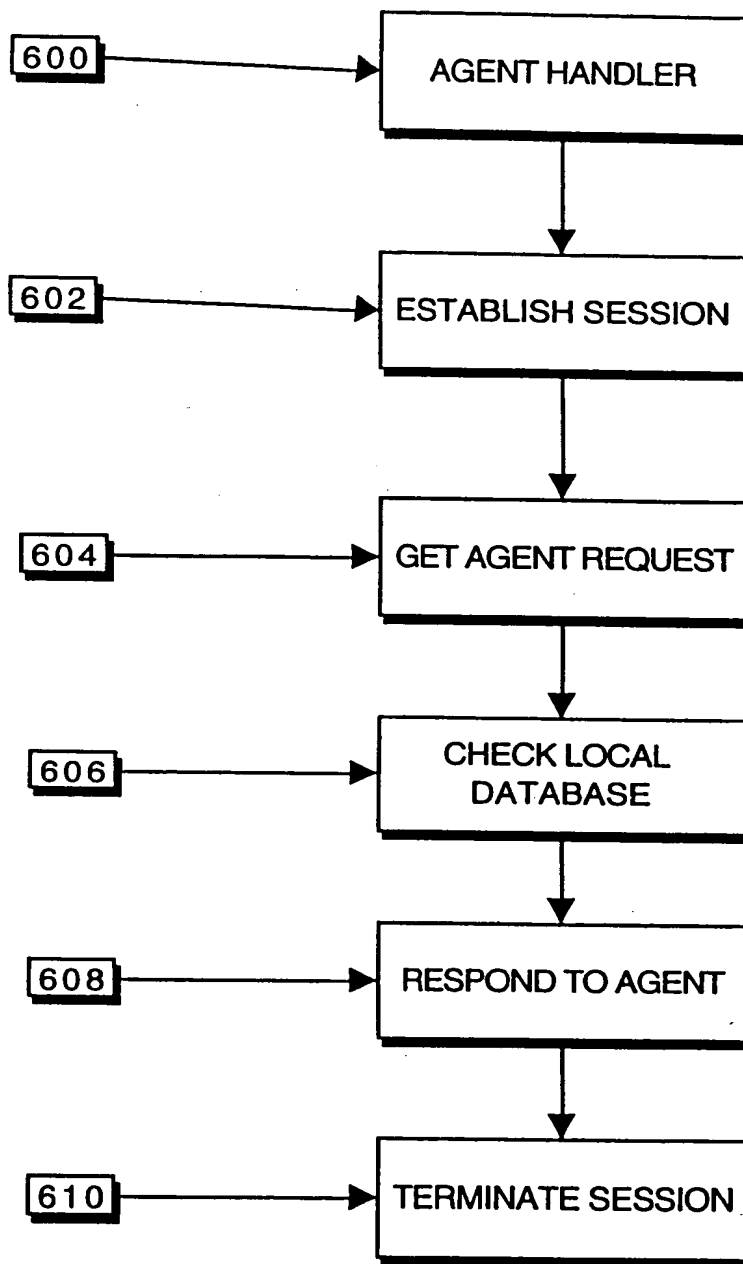 600
AGENT HANDLER
602
ESTABLISH SESSION
604
GET AGENT REQUEST
606
CHECK LOCAL
DATABASE
608
RESPOND TO AGENT
610
TERMINATE SESSION